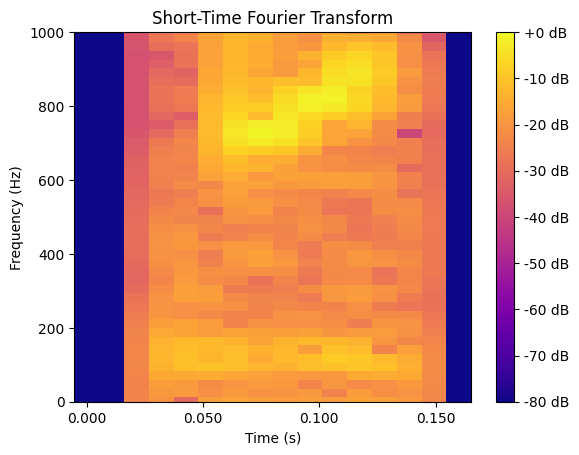 Short-Time Fourier Transform
1000
800
600
400
200
0
Frequency (Hz)
0.000
0.050
0.100
0.150
Time (s)
+0 dB
-10 dB
-20 dB
-30 dB
-40 dB
-50 dB
-60 dB
-70 dB
-80 dB